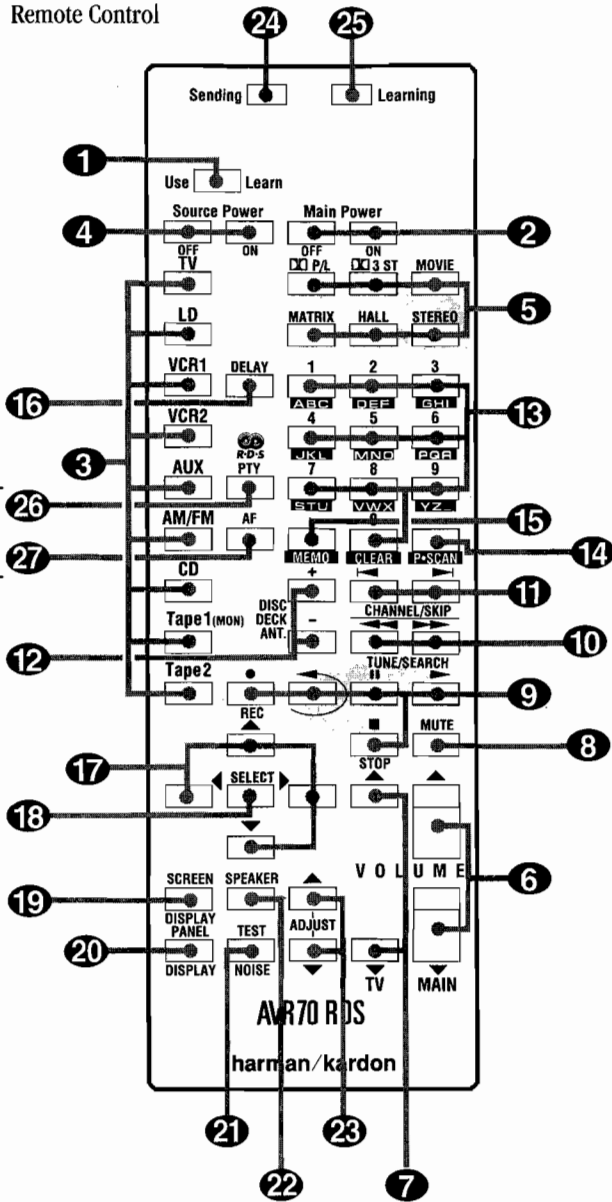 Remote Control
24 25
Sending Learning
1
Use Learn
Source Power Main Power
4 2
OFF ON OFF ON
TV P/L 3 ST MOVIE
5
LD MATRIX HALL STEREO
VCR1 DELAY 1 2 3
16 ABC DEF GHI 13
VCR2 4 5 6
R·D·S JKL MNO PQR
3
AUX PTY 7 8 9
26 STU VWX YZ
15
AM/FM AF 0
27 MEMO CLEAR P•SCAN 14
CD + 11
DISC DECK ANT. CHANNEL/SKIP
Tape1(MON) − 10
12 TUNE/SEARCH
Tape2 9
REC STOP MUTE 8
17
SELECT
18
VOLUME 6
SCREEN SPEAKER
19
DISPLAY
PANEL TEST ADJUST
20
DISPLAY NOISE TV MAIN
AVR70 RDS
harman/kardon
21 22 23 7